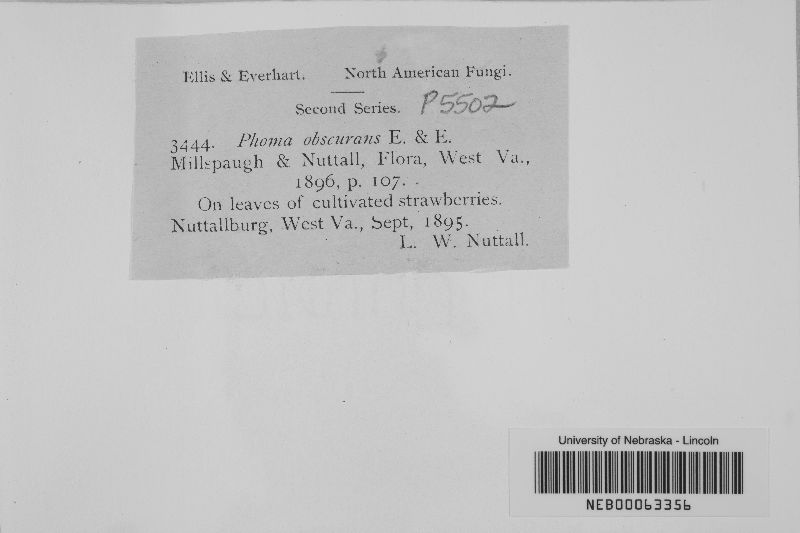 Ellis & Everhart. North American Fungi.
Second Series. P5502
3444. Phoma obscurans E. & E.
Millspaugh & Nuttall, Flora, West Va.,
1896, p. 107.
On leaves of cultivated strawberries.
Nuttallburg, West Va., Sept, 1895.
L. W. Nuttall.
University of Nebraska - Lincoln
NEB00063356